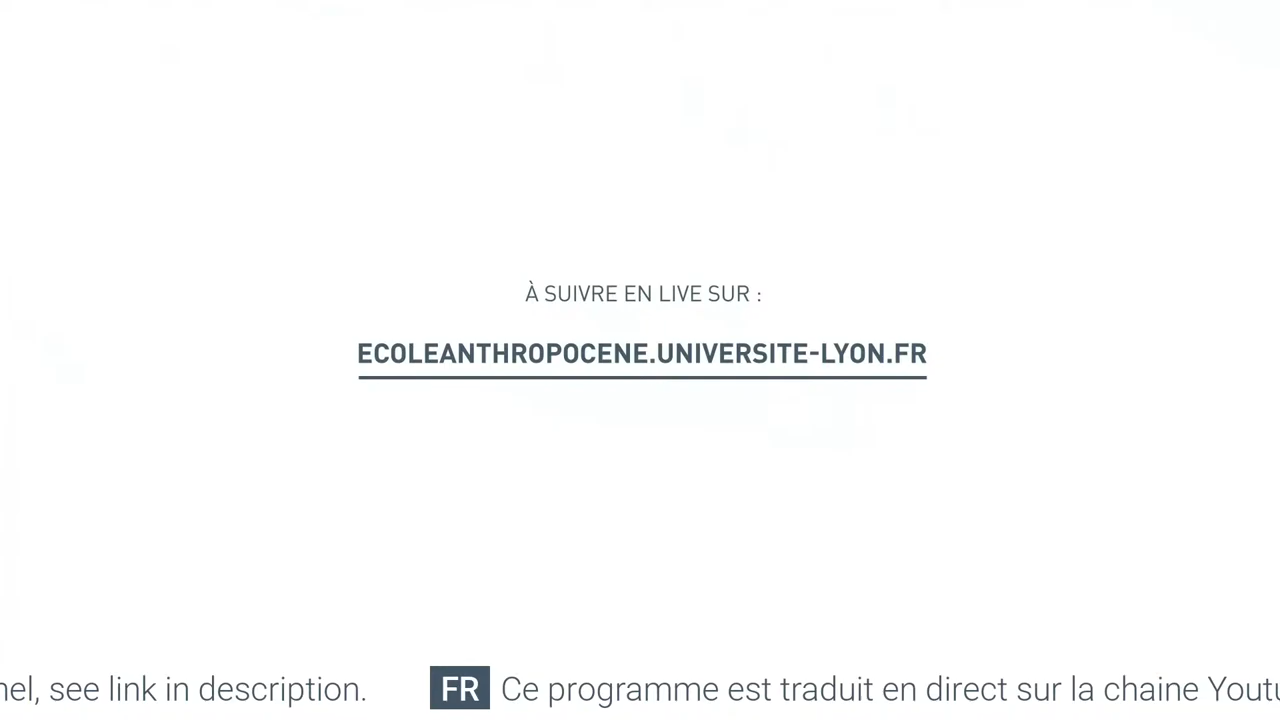 À SUIVRE EN LIVE SUR :
ECOLEANTHROPOCENE.UNIVERSITE-LYON.FR
see link in description. FR Ce programme est traduit en direct sur la chaine